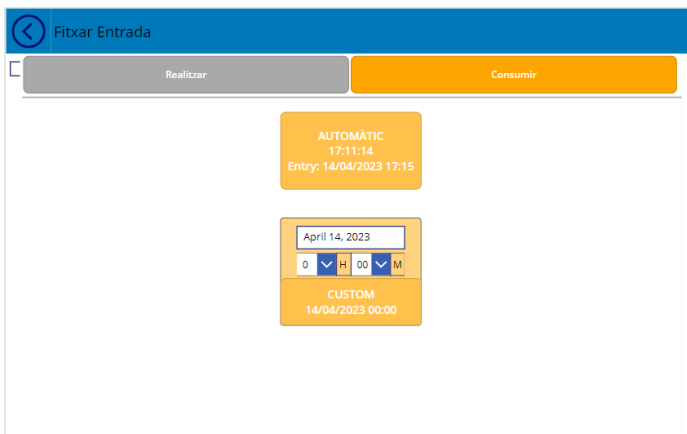 Fitxar Entrada
Realitzar
Consumir
AUTOMÀTIC
17:11:14
Entry: 14/04/2023 17:15
April 14, 2023
0 H 00 M
CUSTOM
14/04/2023 00:00